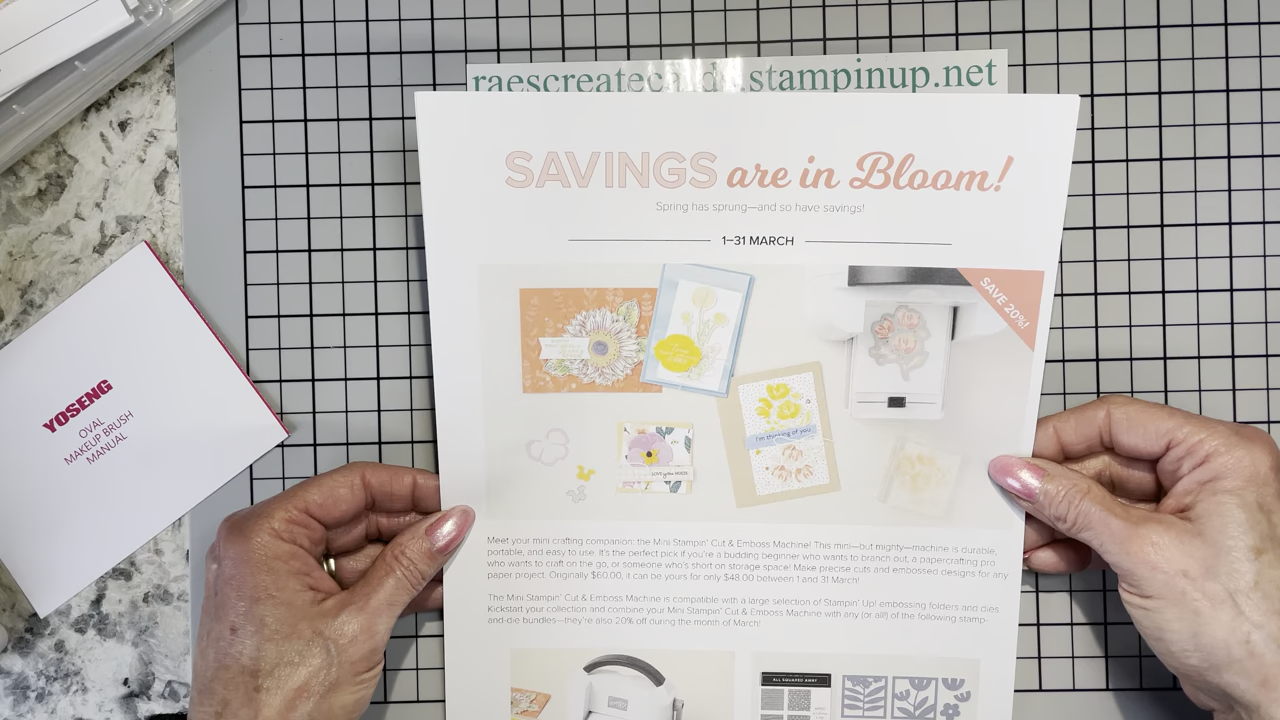 raescreatecards.stampinup.net
SAVINGS are in Bloom!
Spring has sprung—and so have savings!
1–31 MARCH
SAVE 20%!
I'm thinking of you
LOVE you MORE
YOSENG
OVAL
MAKEUP BRUSH
MANUAL
Meet your mini crafting companion: the Mini Stampin' Cut & Emboss Machine! This mini—but mighty—machine is durable,
portable, and easy to use. It's the perfect pick if you're a budding beginner who wants to branch out, a papercrafting pro
who wants to craft on the go, or someone who's short on storage space! Make precise cuts and embossed designs for any
paper project. Originally $60.00, it can be yours for only $48.00 between 1 and 31 March!
The Mini Stampin' Cut & Emboss Machine is compatible with a large selection of Stampin' Up! embossing folders and dies.
Kickstart your collection and combine your Mini Stampin' Cut & Emboss Machine with any (or all!) of the following stamp-
and-die bundles—they're also 20% off during the month of March!
ALL SQUARED AWAY